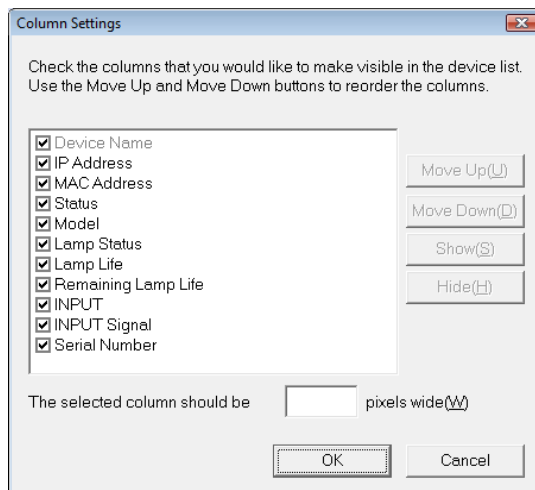 Column Settings
Check the columns that you would like to make visible in the device list.
Use the Move Up and Move Down buttons to reorder the columns.
Device Name
IP Address
MAC Address
Status
Model
Lamp Status
Lamp Life
Remaining Lamp Life
INPUT
INPUT Signal
Serial Number
Move Up(U)
Move Down(D)
Show(S)
Hide(H)
The selected column should be pixels wide(W)
OK Cancel